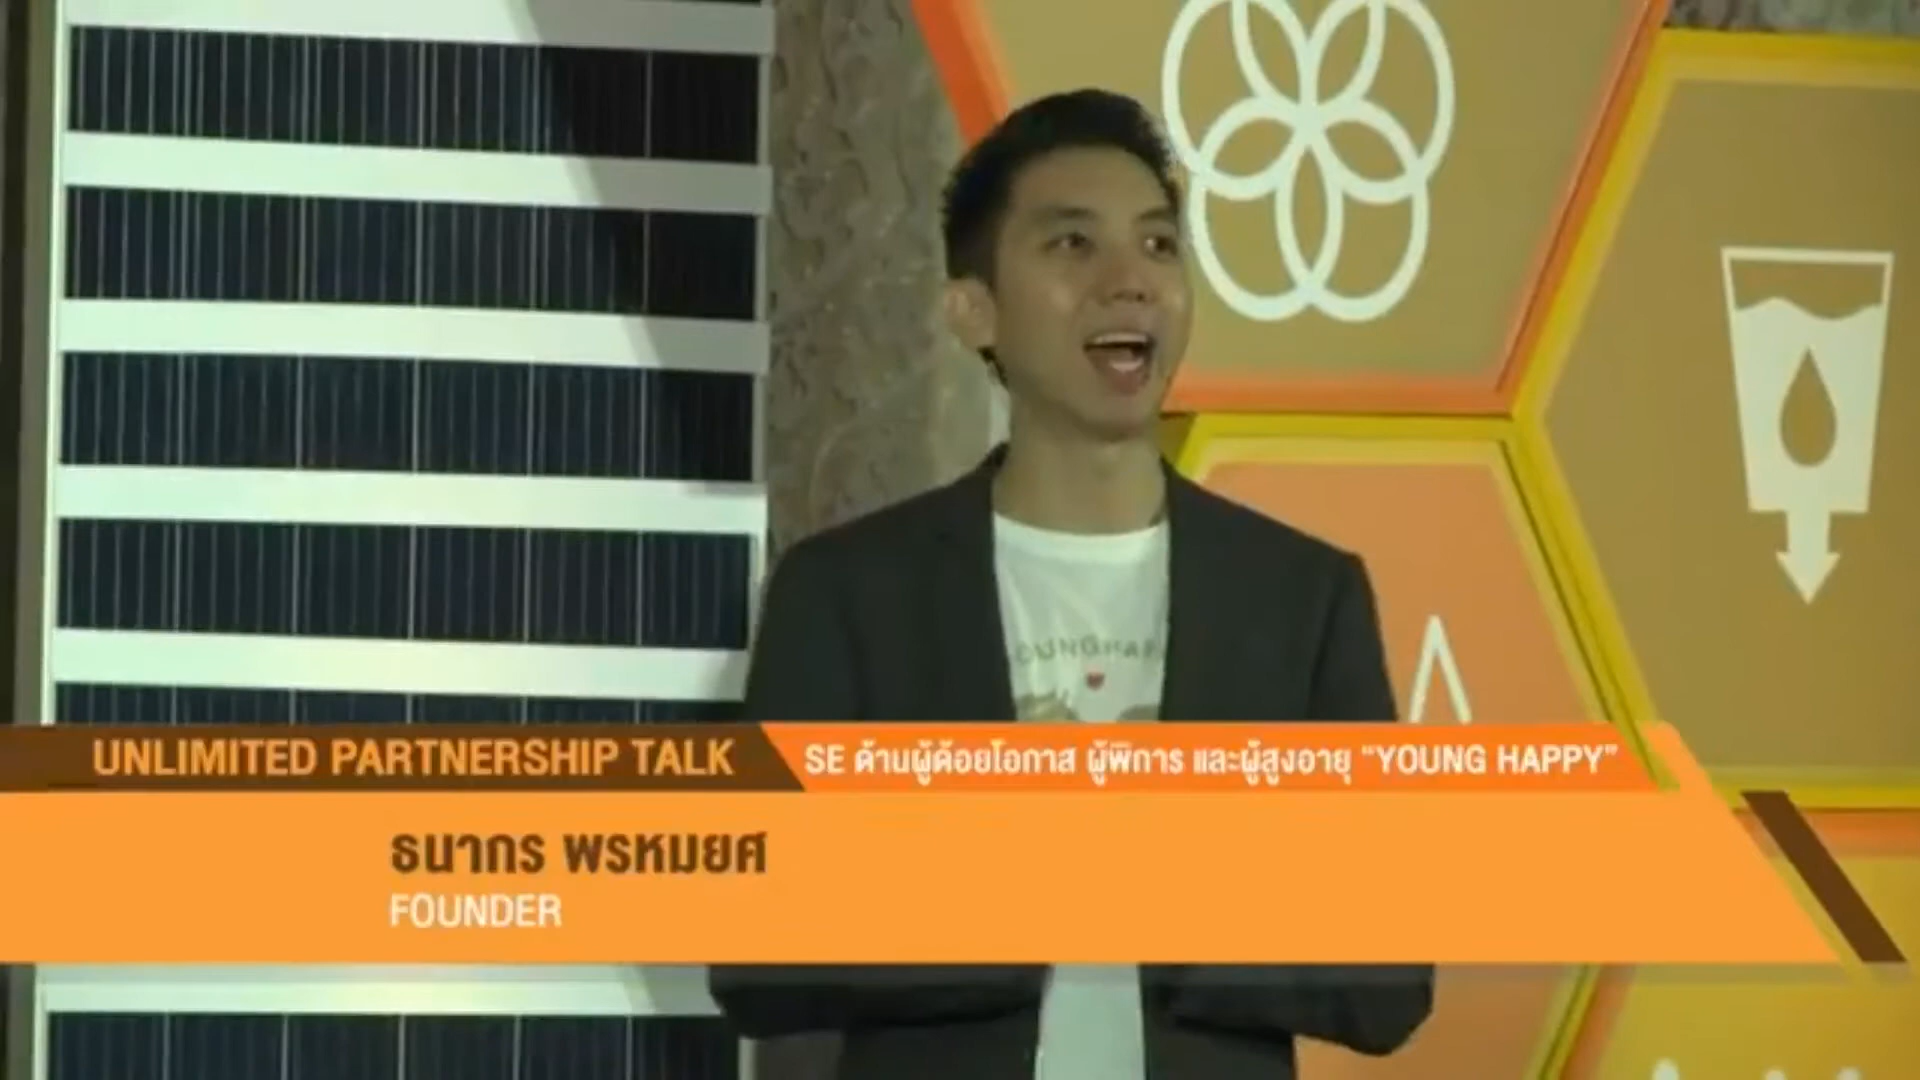 OUNGHAP
UNLIMITED PARTNERSHIP TALK
SE ด้านผู้ด้อยโอกาส ผู้พิการ และผู้สูงอายุ “YOUNG HAPPY”
ธนากร พรหมยศ
FOUNDER